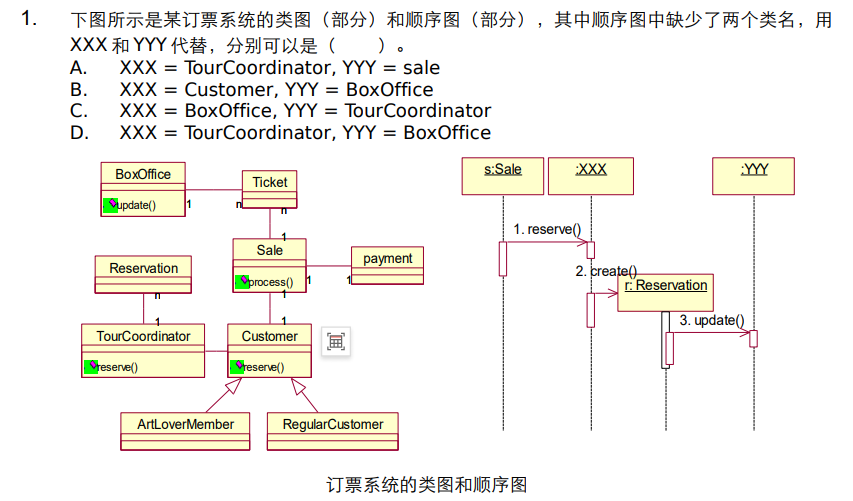 1. 下图所示是某订票系统的类图（部分）和顺序图（部分），其中顺序图中缺少了两个类名，用
XXX 和 YYY 代替，分别可以是（　　）。
A. XXX = TourCoordinator, YYY = sale
B. XXX = Customer, YYY = BoxOffice
C. XXX = BoxOffice, YYY = TourCoordinator
D. XXX = TourCoordinator, YYY = BoxOffice
BoxOffice
update()
1
n
Ticket
n
1
Sale
process()
1
1
payment
1
Reservation
n
1
TourCoordinator
reserve()
1
Customer
reserve()
ArtLoverMember
RegularCustomer
s:Sale
:XXX
:YYY
1. reserve()
2. create()
r: Reservation
3. update()
订票系统的类图和顺序图